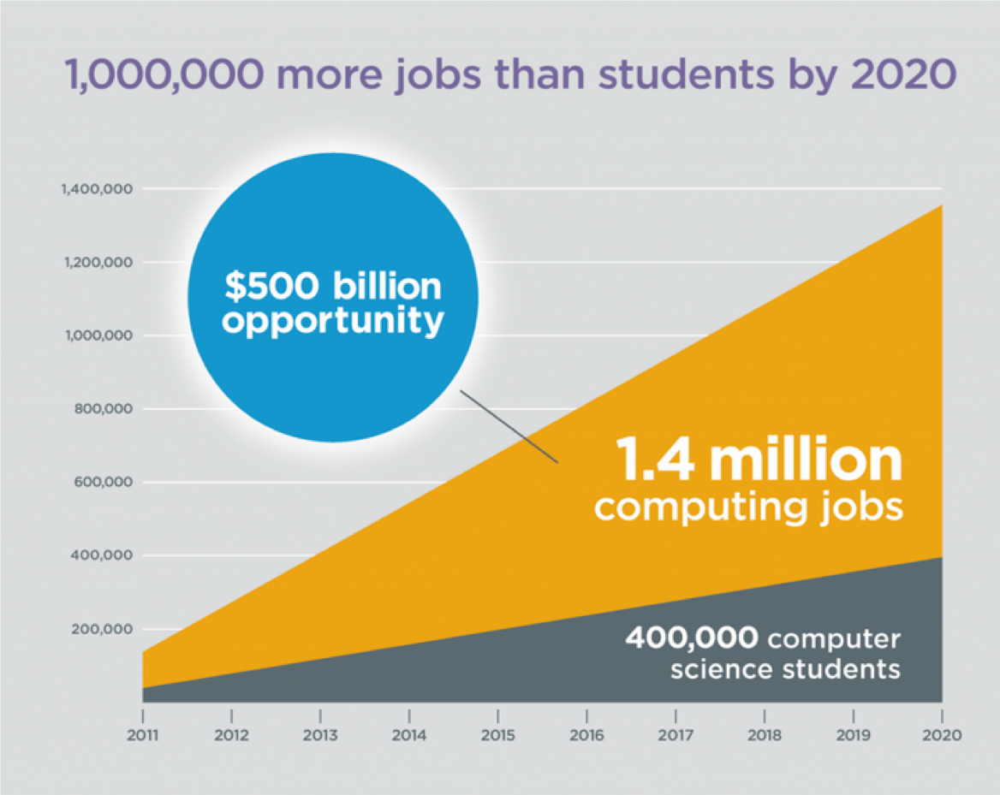 1,000,000 more jobs than students by 2020
1,400,000
1,200,000
1,000,000
800,000
600,000
400,000
200,000
$500 billion
opportunity
1.4 million
computing jobs
400,000 computer
science students
2011 2012 2013 2014 2015 2016 2017 2018 2019 2020